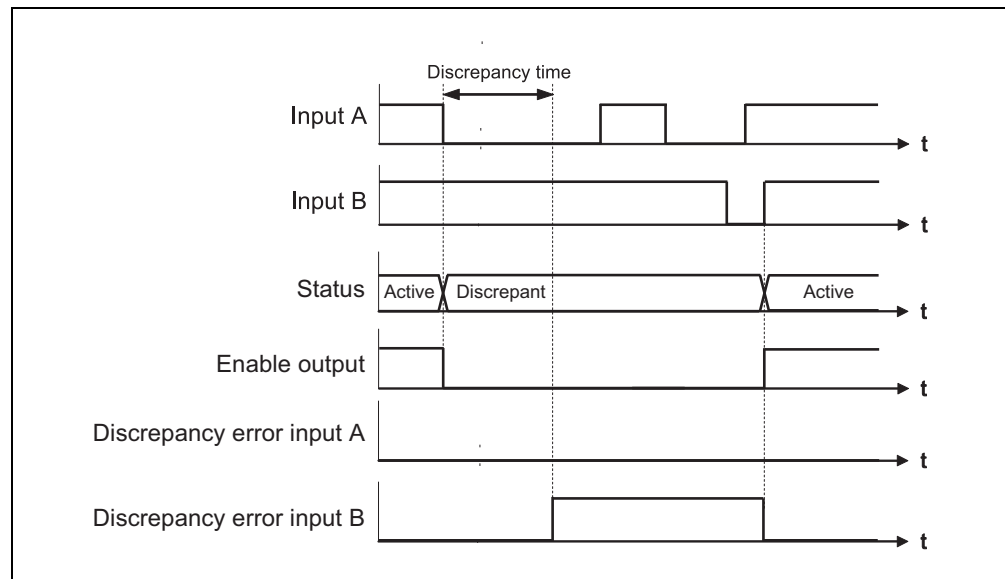 Discrepancy time
Input A
t
Input B
t
Status
Active
Discrepant
Active
t
Enable output
t
Discrepancy error input A
t
Discrepancy error input B
t